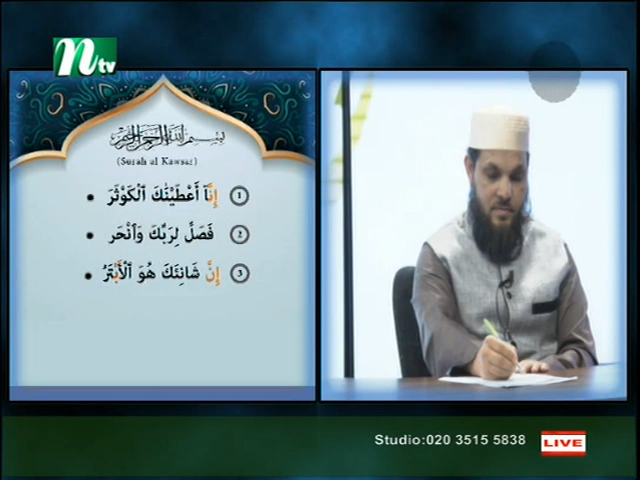 Ntv
بسم الله الرحمن الرحيم
(Surah al Kawsar)
إِنَّآ أَعْطَيْنَٰكَ ٱلْكَوْثَرَ ①
فَصَلِّ لِرَبِّكَ وَٱنْحَر ②
إِنَّ شَانِئَكَ هُوَ ٱلْأَبْتَرُ ③
Studio:020 3515 5838
LIVE